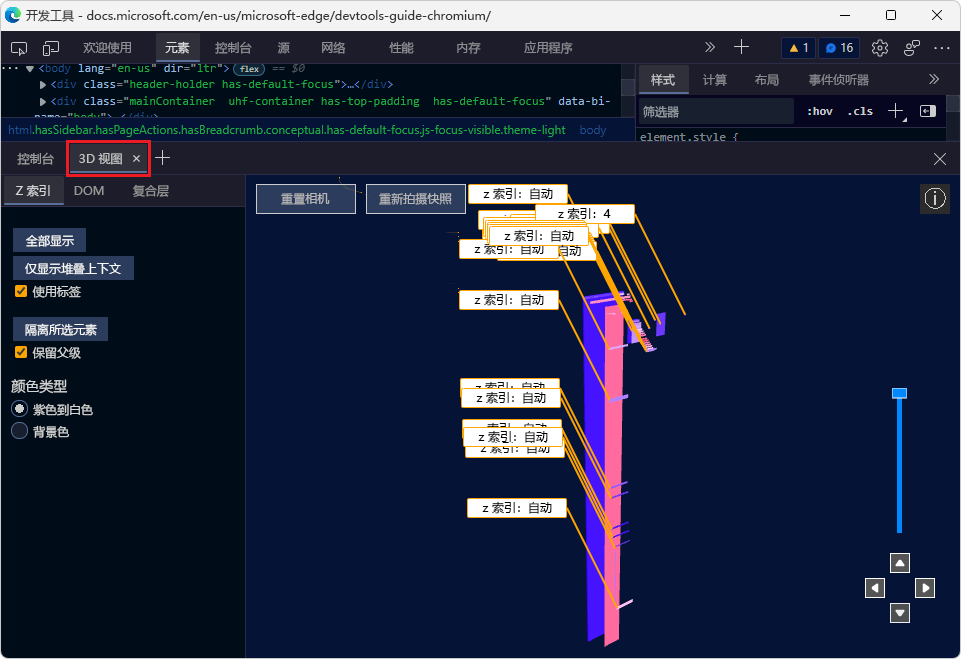 开发工具 - docs.microsoft.com/en-us/microsoft-edge/devtools-guide-chromium/
欢迎使用 元素 控制台 源 网络 性能 内存 应用程序 1 16
<body lang="en-us" dir="ltr"> flex == $0
<div class="header-holder has-default-focus">…</div>
<div class="mainContainer uhf-container has-top-padding has-default-focus" data-bi-
name="body">…</div>
html.hasSidebar.hasPageActions.hasBreadcrumb.conceptual.has-default-focus.js-focus-visible.theme-light body
样式 计算 布局 事件侦听器
筛选器 :hov .cls
element.style {
控制台 3D 视图
Z 索引 DOM 复合层
全部显示
仅显示堆叠上下文
使用标签
隔离所选元素
保留父级
颜色类型
紫色到白色
背景色
重置相机 重新拍摄快照
z 索引：自动
z 索引：4
z 索引：自动
z 索引：自动
自动
z 索引：自动
z 索引：自动
z 索引：自动
z 索引：自动
z 索引：自动
z 索引：自动
z 索引：自动